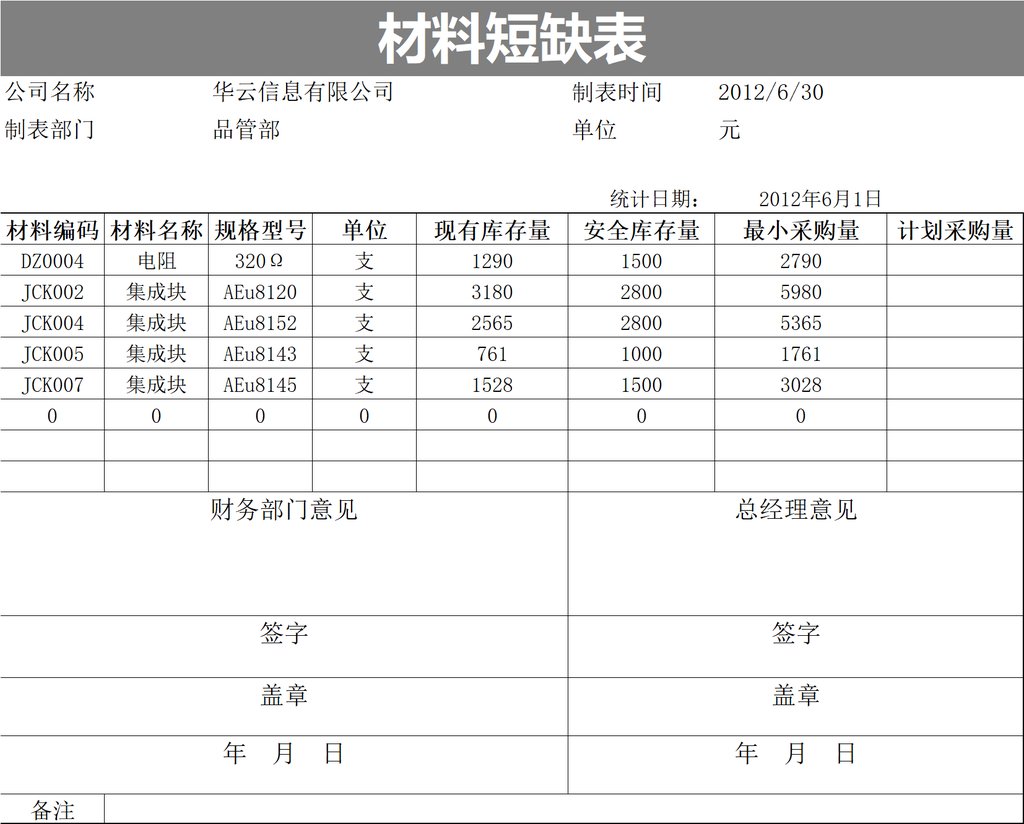 材料短缺表
公司名称 华云信息有限公司 制表时间 2012/6/30
制表部门 品管部 单位 元
统计日期: 2012年6月1日
材料编码 材料名称 规格型号 单位 现有库存量 安全库存量 最小采购量 计划采购量
DZ0004 电阻 320Ω 支 1290 1500 2790
JCK002 集成块 AEu8120 支 3180 2800 5980
JCK004 集成块 AEu8152 支 2565 2800 5365
JCK005 集成块 AEu8143 支 761 1000 1761
JCK007 集成块 AEu8145 支 1528 1500 3028
0 0 0 0 0 0 0
财务部门意见 总经理意见
签字 签字
盖章 盖章
年 月 日 年 月 日
备注